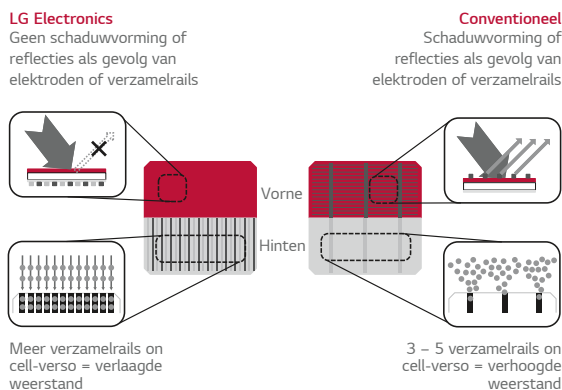 LG Electronics
Geen schaduwvorming of
reflecties als gevolg van
elektroden of verzamelrails
Conventioneel
Schaduwvorming of
reflecties als gevolg van
elektroden of verzamelrails
Vorne
Hinten
Meer verzamelrails on
cell-verso = verlaagde
weerstand
3 – 5 verzamelrails on
cell-verso = verhoogde
weerstand